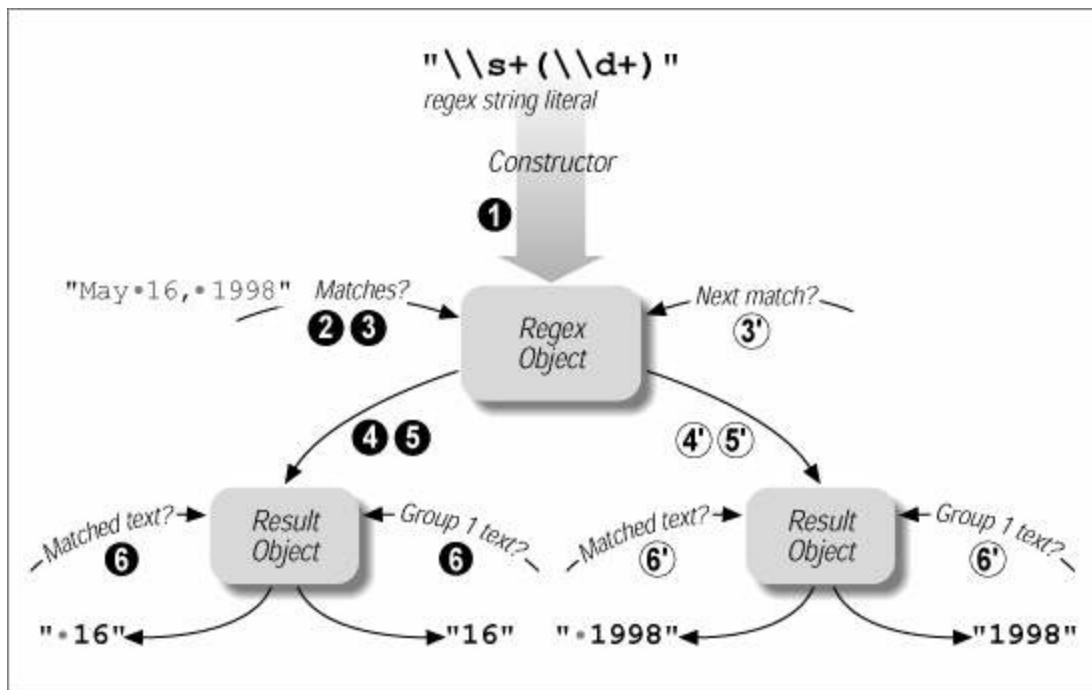 "\\s+(\\d+)"
regex string literal
Constructor
1
"May•16,•1998" Matches?
2 3
Next match?
3'
Regex
Object
4 5
4' 5'
Matched text?
6
Result
Object
Group 1 text?
6
Matched text?
6'
Result
Object
Group 1 text?
6'
"•16"
"16"
"•1998"
"1998"